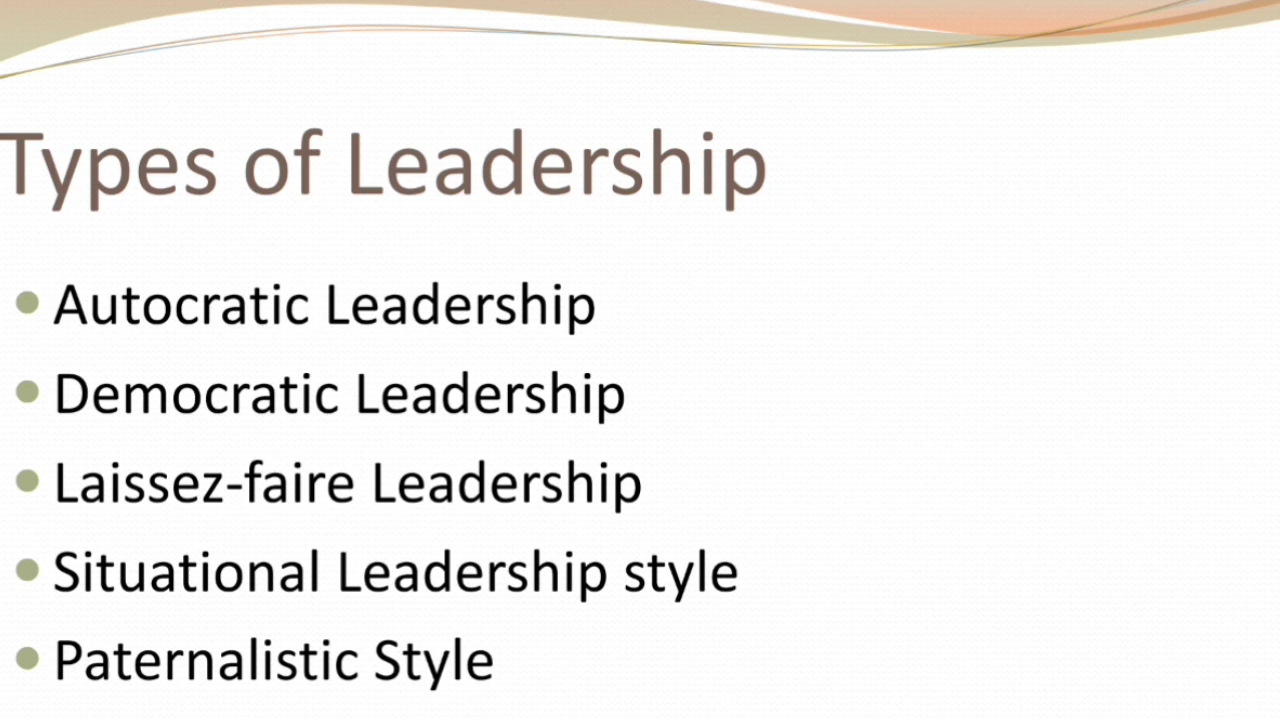 Types of Leadership
Autocratic Leadership
Democratic Leadership
Laissez-faire Leadership
Situational Leadership style
Paternalistic Style